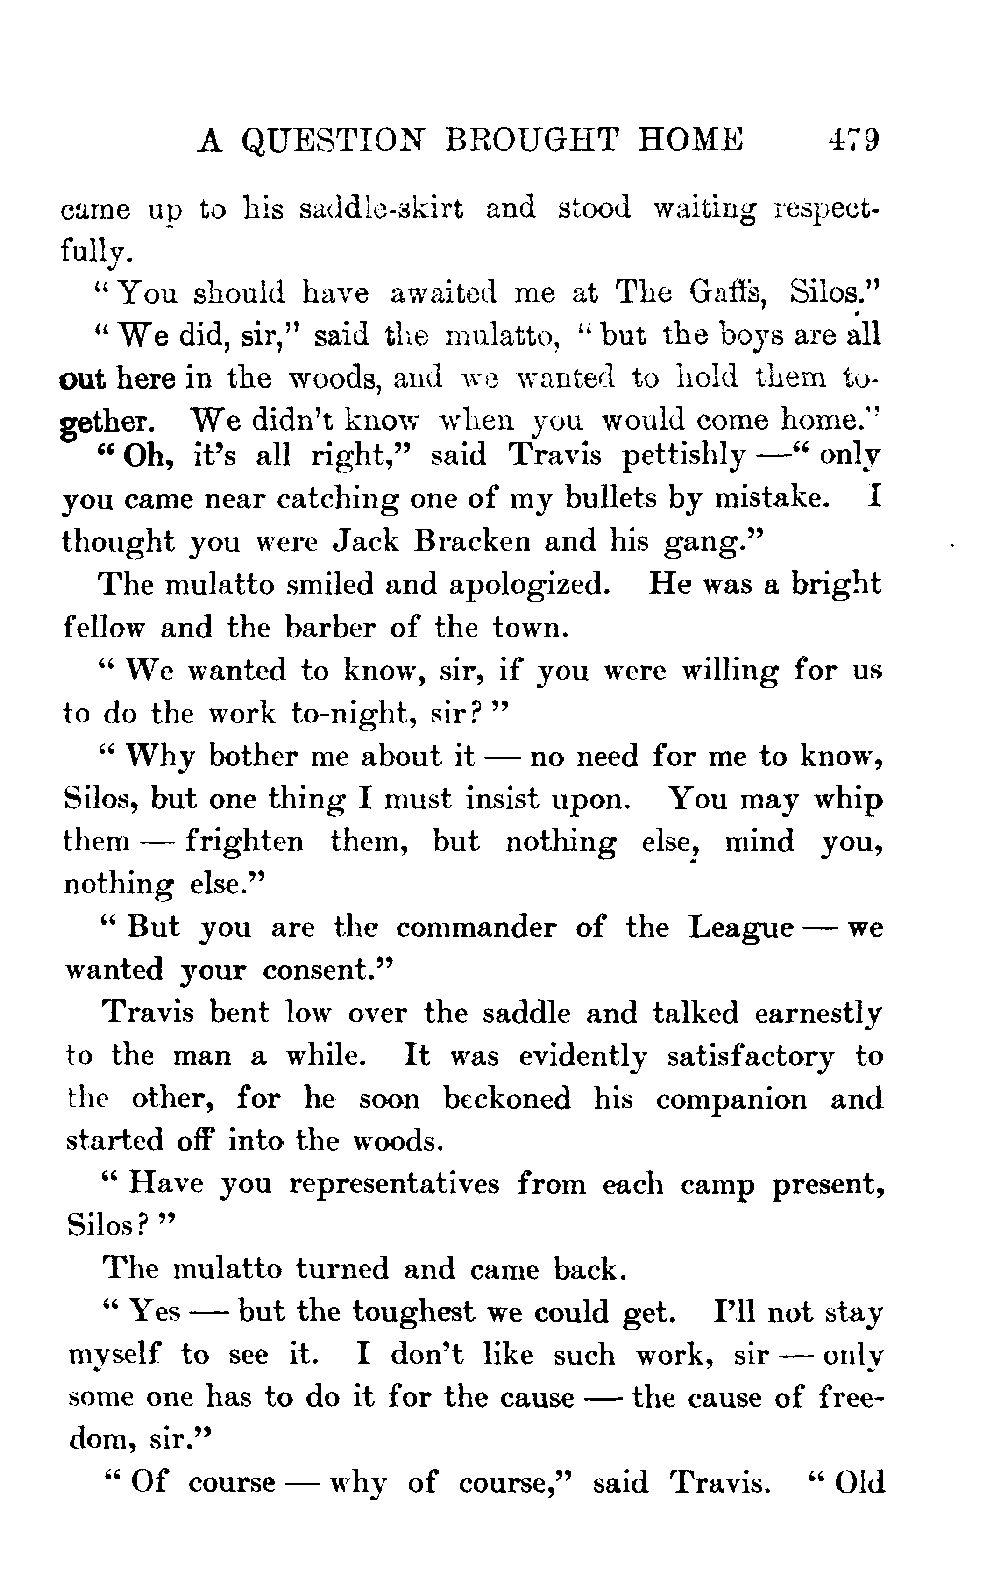 A QUESTION BROUGHT HOME 479
came up to his saddle-skirt and stood waiting respect-
fully.
“You should have awaited me at The Gaffs, Silos.”
“We did, sir,” said the mulatto, “but the boys are all
out here in the woods, and we wanted to hold them to-
gether. We didn’t know when you would come home.”
“Oh, it’s all right,” said Travis pettishly —“only
you came near catching one of my bullets by mistake. I
thought you were Jack Bracken and his gang.”
The mulatto smiled and apologized. He was a bright
fellow and the barber of the town.
“We wanted to know, sir, if you were willing for us
to do the work to-night, sir?”
“Why bother me about it — no need for me to know,
Silos, but one thing I must insist upon. You may whip
them — frighten them, but nothing else, mind you,
nothing else.”
“But you are the commander of the League — we
wanted your consent.”
Travis bent low over the saddle and talked earnestly
to the man a while. It was evidently satisfactory to
the other, for he soon beckoned his companion and
started off into the woods.
“Have you representatives from each camp present,
Silos?”
The mulatto turned and came back.
“Yes — but the toughest we could get. I’ll not stay
myself to see it. I don’t like such work, sir — only
some one has to do it for the cause — the cause of free-
dom, sir.”
“Of course — why of course,” said Travis. “Old